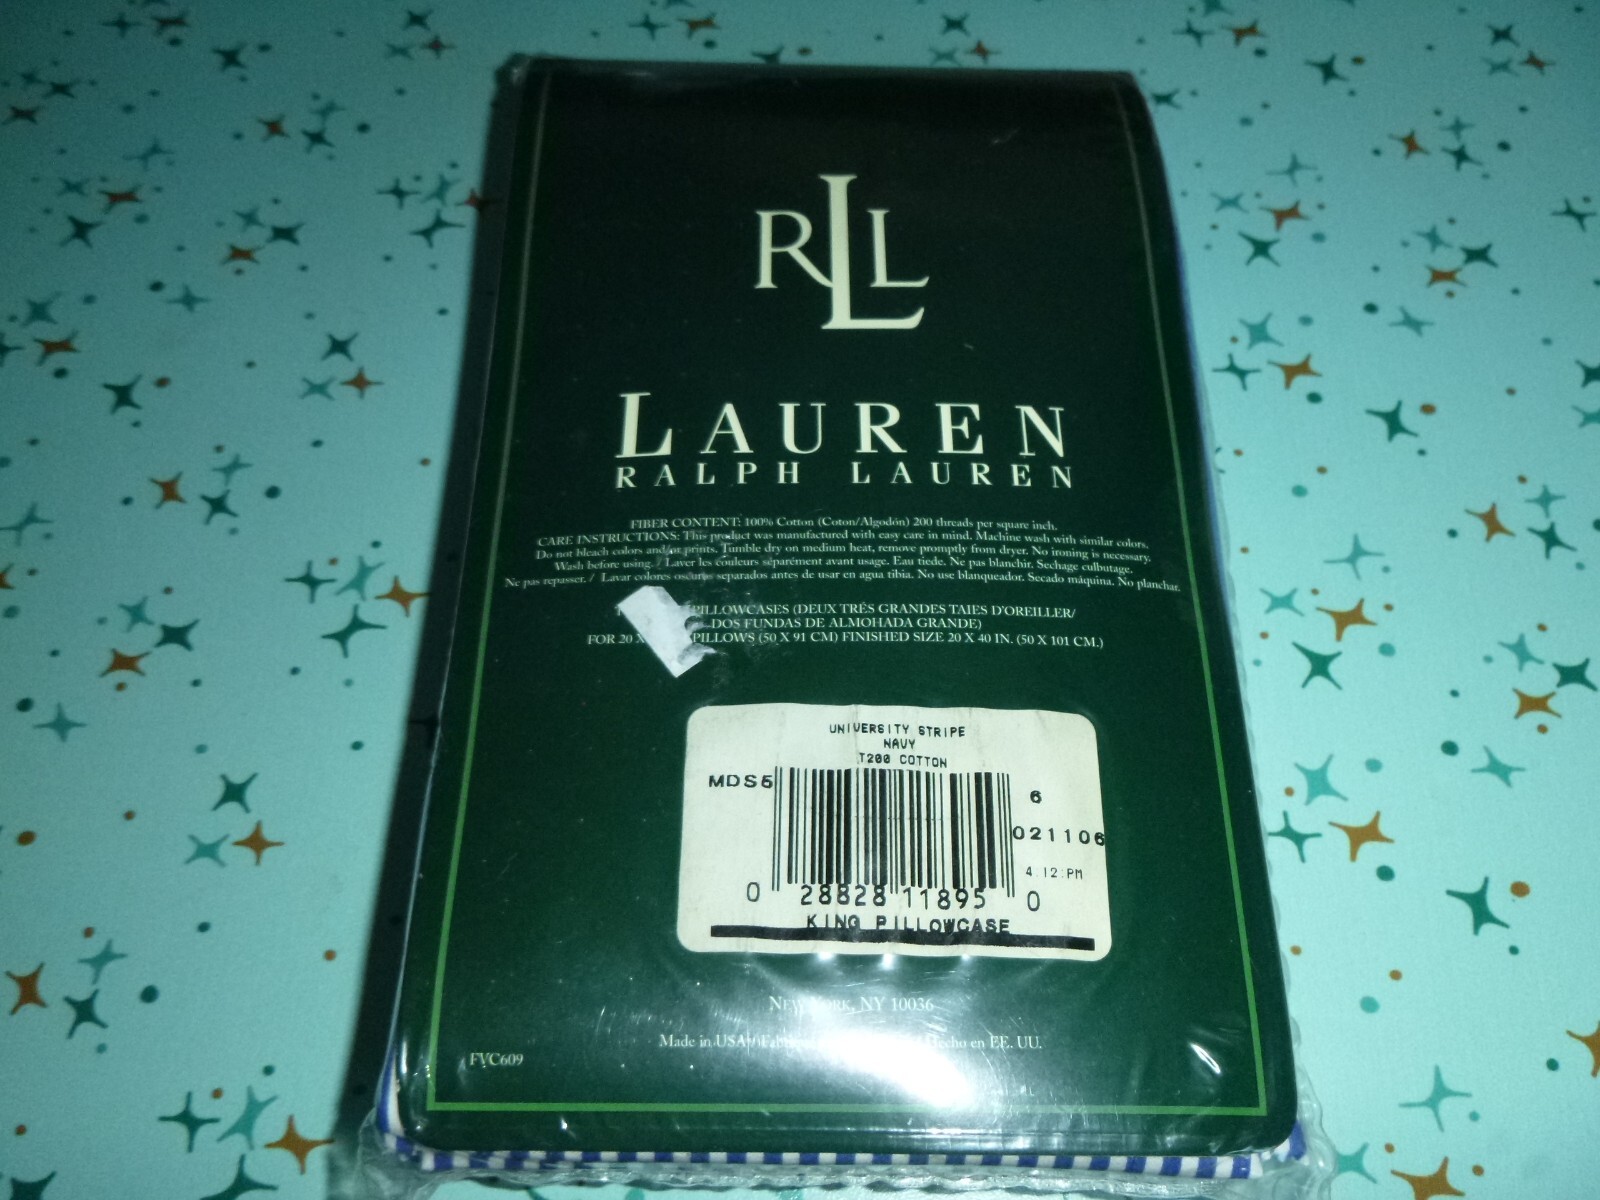 RLL
LAUREN
RALPH LAUREN
FIBER CONTENT: 100% Cotton (Coton/Algodón) 200 threads per square inch.
CARE INSTRUCTIONS: This product was manufactured with easy care in mind. Machine wash with similar colors.
Do not bleach colors and/or prints. Tumble dry on medium heat, remove promptly from dryer. No ironing is necessary.
Wash before using. / Laver les couleurs séparément avant usage. Eau tiede. Ne pas blanchir. Sechage culbutage.
Ne pas repasser. / Lavar colores oscuros separados antes de usar en agua tibia. No use blanqueador. Secado máquina. No planchar.
PILLOWCASES (DEUX TRÈS GRANDES TAIES D'OREILLER/
DOS FUNDAS DE ALMOHADA GRANDE)
FOR 20 X PILLOWS (50 X 91 CM) FINISHED SIZE 20 X 40 IN. (50 X 101 CM.)
UNIVERSITY STRIPE
NAVY
T200 COTTON
MDS5
6
021106
4.12.PM
0 28828 11895 0
KING PILLOWCASE
NEW YORK, NY 10036
Made in USA/ Hecho en EE. UU.
FVC609